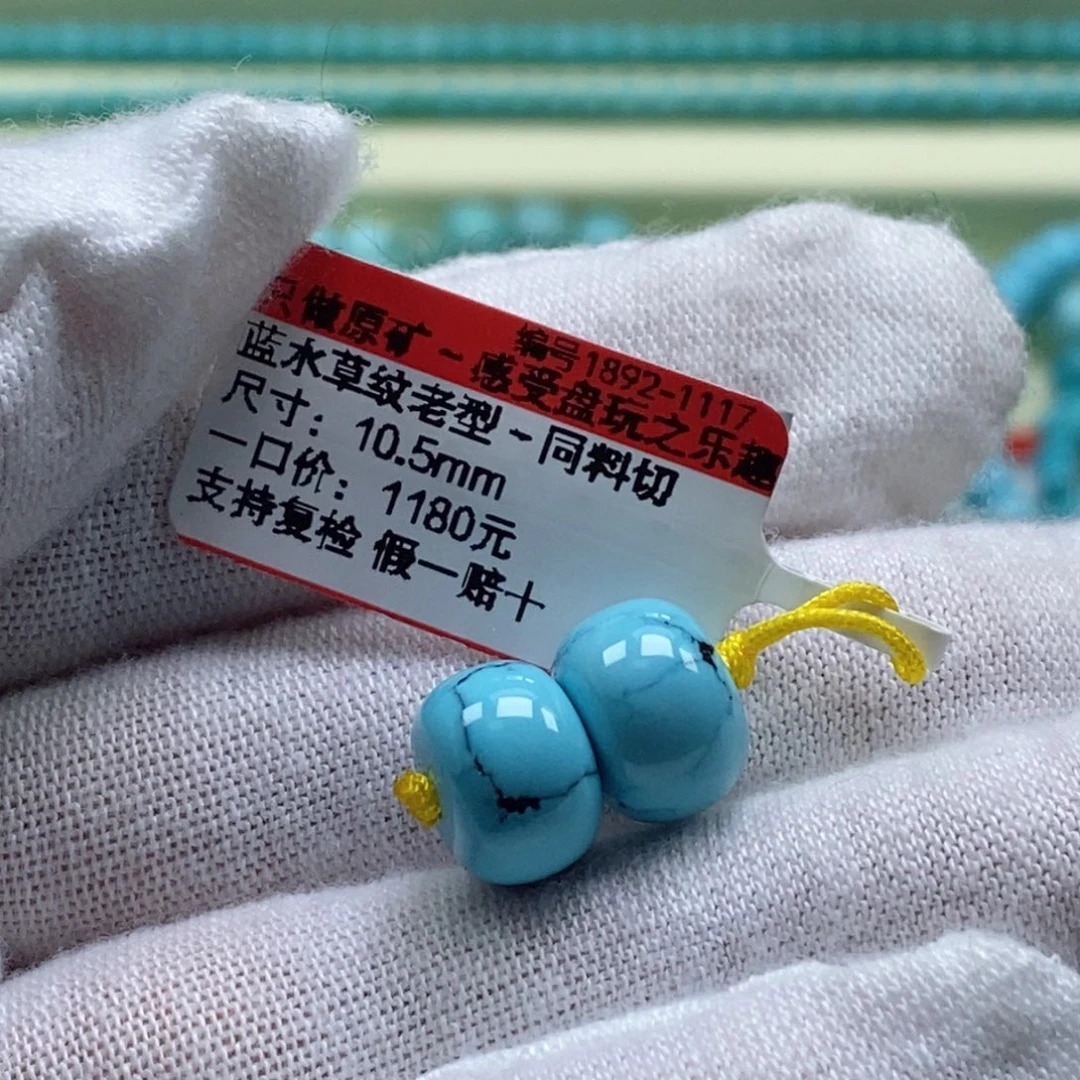 编号1892-1117
只做原矿~感受盘玩之乐趣
蓝水草纹老型~同料切
尺寸：10.5mm
一口价：1180元
支持复检 假一赔十